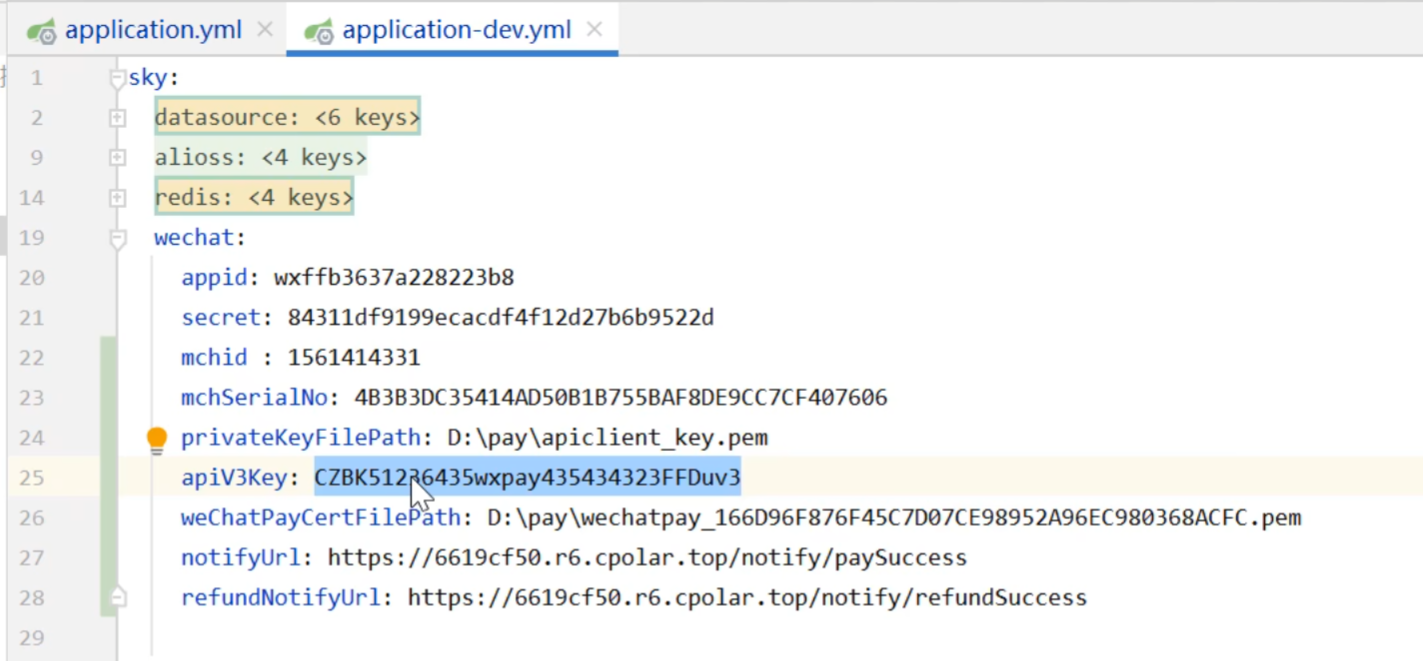 application.yml application-dev.yml
1 sky:
2 datasource: <6 keys>
9 alioss: <4 keys>
14 redis: <4 keys>
19 wechat:
20 appid: wxffb3637a228223b8
21 secret: 84311df9199ecacdf4f12d27b6b9522d
22 mchid : 1561414331
23 mchSerialNo: 4B3B3DC35414AD50B1B755BAF8DE9CC7CF407606
24 privateKeyFilePath: D:\pay\apiclient_key.pem
25 apiV3Key: CZBK51236435wxpay435434323FFDuv3
26 weChatPayCertFilePath: D:\pay\wechatpay_166D96F876F45C7D07CE98952A96EC980368ACFC.pem
27 notifyUrl: https://6619cf50.r6.cpolar.top/notify/paySuccess
28 refundNotifyUrl: https://6619cf50.r6.cpolar.top/notify/refundSuccess
29